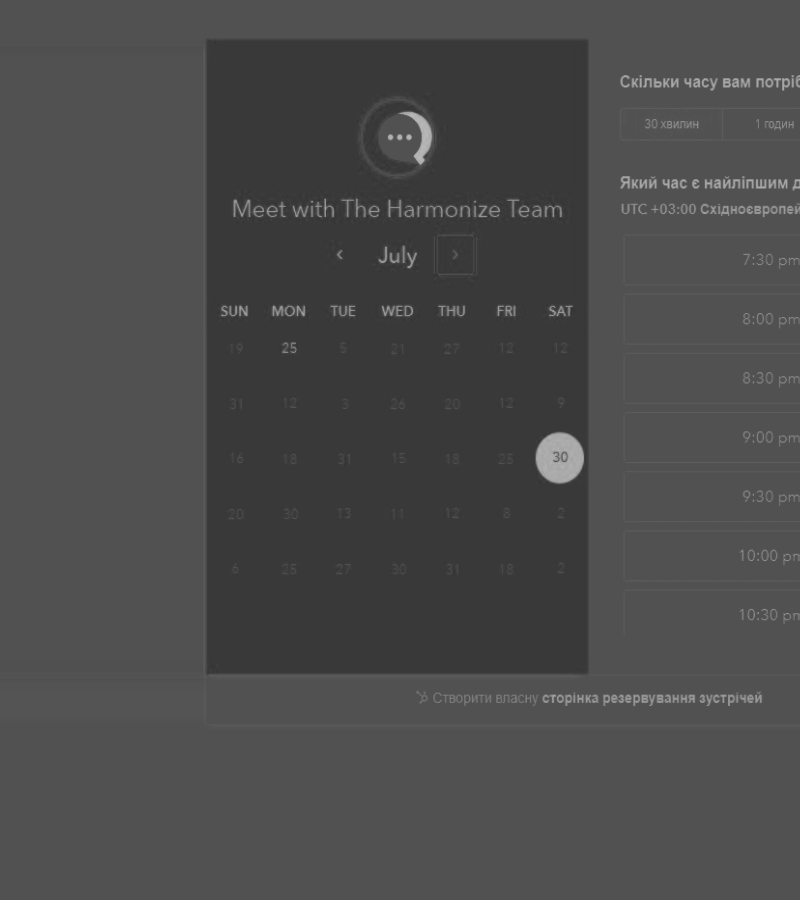 Meet with The Harmonize Team
‹ July ›
SUN MON TUE WED THU FRI SAT
19 25 5 21 27 12 12
31 12 3 26 20 12 9
16 18 31 15 18 25 30
20 30 13 11 12 8 2
6 25 27 30 31 18 2
Скільки часу вам потріб
30 хвилин 1 годин
Який час є найліпшим д
UTC +03:00 Східноєвропей
7:30 pm
8:00 pm
8:30 pm
9:00 pm
9:30 pm
10:00 pm
10:30 pm
Створити власну сторінка резервування зустрічей